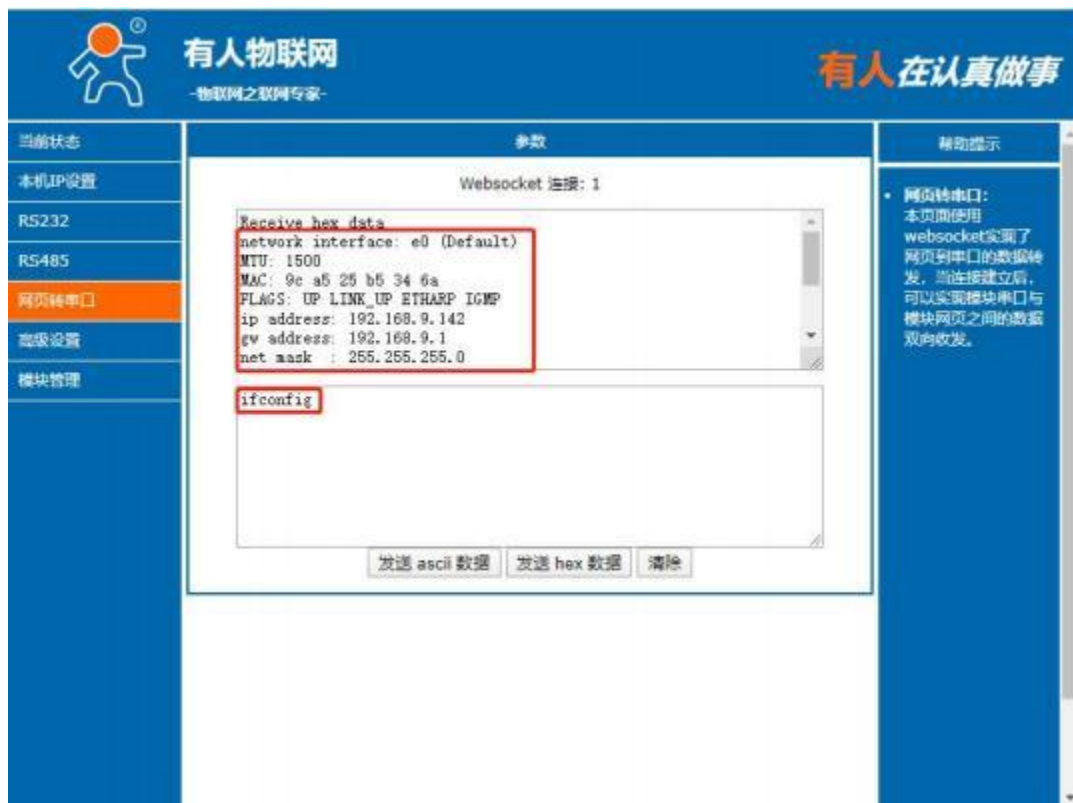 ®
有人物联网
-物联网之联网专家-
有人在认真做事
当前状态
本机IP设置
RS232
RS485
网页转串口
高级设置
模块管理
参数
Websocket 连接: 1
Receive hex data
network interface: e0 (Default)
MTU: 1500
MAC: 9c a5 25 b5 34 6a
FLAGS: UP LINK_UP ETHARP IGMP
ip address: 192.168.9.142
gw address: 192.168.9.1
net mask : 255.255.255.0
ifconfig
发送 ascii 数据
发送 hex 数据
清除
帮助提示
• 网页转串口:
本页面使用
websocket实现了
网页到串口的数据转
发，当连接建立后，
可以实现模块串口与
模块网页之间的数据
双向收发。